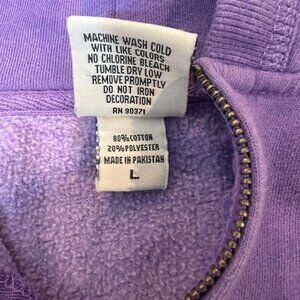 MACHINE WASH COLD
WITH LIKE COLORS
NO CHLORINE BLEACH
TUMBLE DRY LOW
REMOVE PROMPTLY
DO NOT IRON
DECORATION
RN 90371
80% COTTON
20% POLYESTER
MADE IN PAKISTAN
L